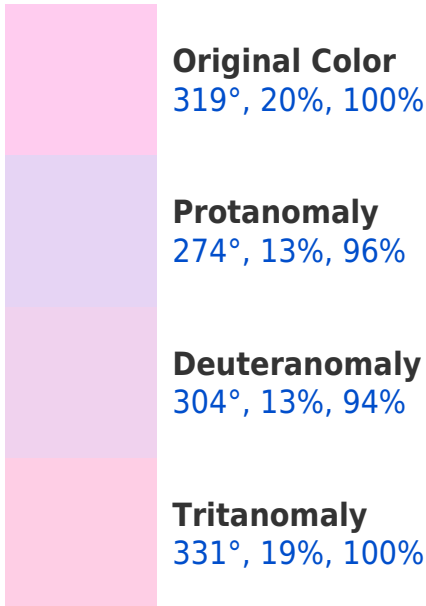 Original Color
319°, 20%, 100%
Protanomaly
274°, 13%, 96%
Deuteranomaly
304°, 13%, 94%
Tritanomaly
331°, 19%, 100%